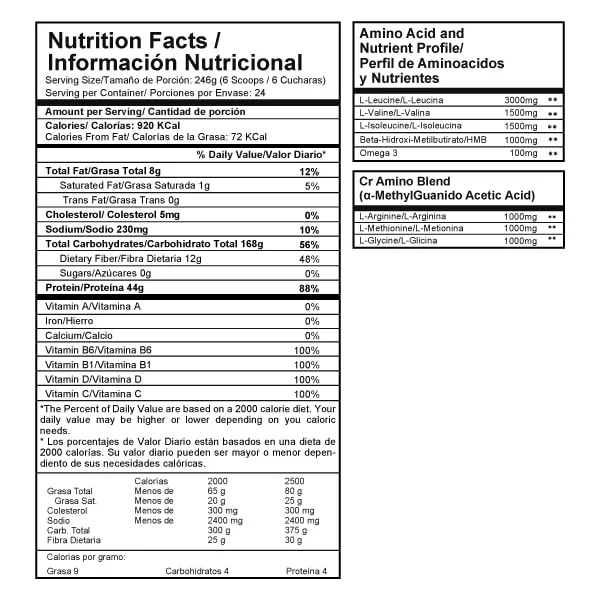 Nutrition Facts /
Información Nutricional
Serving Size/Tamaño de Porción: 246g (6 Scoops / 6 Cucharas)
Serving per Container/ Porciones por Envase: 24
Amount per Serving/ Cantidad de porción
Calories/ Calorías: 920 KCal
Calories From Fat/ Calorías de la Grasa: 72 KCal
% Daily Value/Valor Diario*
Total Fat/Grasa Total 8g 12%
Saturated Fat/Grasa Saturada 1g 5%
Trans Fat/Grasa Trans 0g
Cholesterol/ Colesterol 5mg 0%
Sodium/Sodio 230mg 10%
Total Carbohydrates/Carbohidrato Total 168g 56%
Dietary Fiber/Fibra Dietaria 12g 48%
Sugars/Azúcares 0g 0%
Protein/Proteína 44g 88%
Vitamin A/Vitamina A 0%
Iron/Hierro 0%
Calcium/Calcio 0%
Vitamin B6/Vitamina B6 100%
Vitamin B1/Vitamina B1 100%
Vitamin D/Vitamina D 100%
Vitamin C/Vitamina C 100%
*The Percent of Daily Value are based on a 2000 calorie diet. Your
daily value may be higher or lower depending on you caloric
needs.
* Los porcentajes de Valor Diario están basados en una dieta de
2000 calorías. Su valor diario pueden ser mayor o menor depen-
diento de sus necesidades calóricas.
Calorías 2000 2500
Grasa Total Menos de 65 g 80 g
Grasa Sat. Menos de 20 g 25 g
Colesterol Menos de 300 mg 300 mg
Sodio Menos de 2400 mg 2400 mg
Carb. Total 300 g 375 g
Fibra Dietaria 25 g 30 g
Calorías por gramo:
Grasa 9 Carbohidratos 4 Proteína 4
Amino Acid and
Nutrient Profile/
Perfil de Aminoacidos
y Nutrientes
L-Leucine/L-Leucina 3000mg **
L-Valine/L-Valina 1500mg **
L-Isoleucine/L-Isoleucina 1500mg **
Beta-Hidroxi-Metilbutirato/HMB 1000mg **
Omega 3 100mg **
Cr Amino Blend
(α-MethylGuanido Acetic Acid)
L-Arginine/L-Arginina 1000mg **
L-Methionine/L-Metionina 1000mg **
L-Glycine/L-Glicina 1000mg **